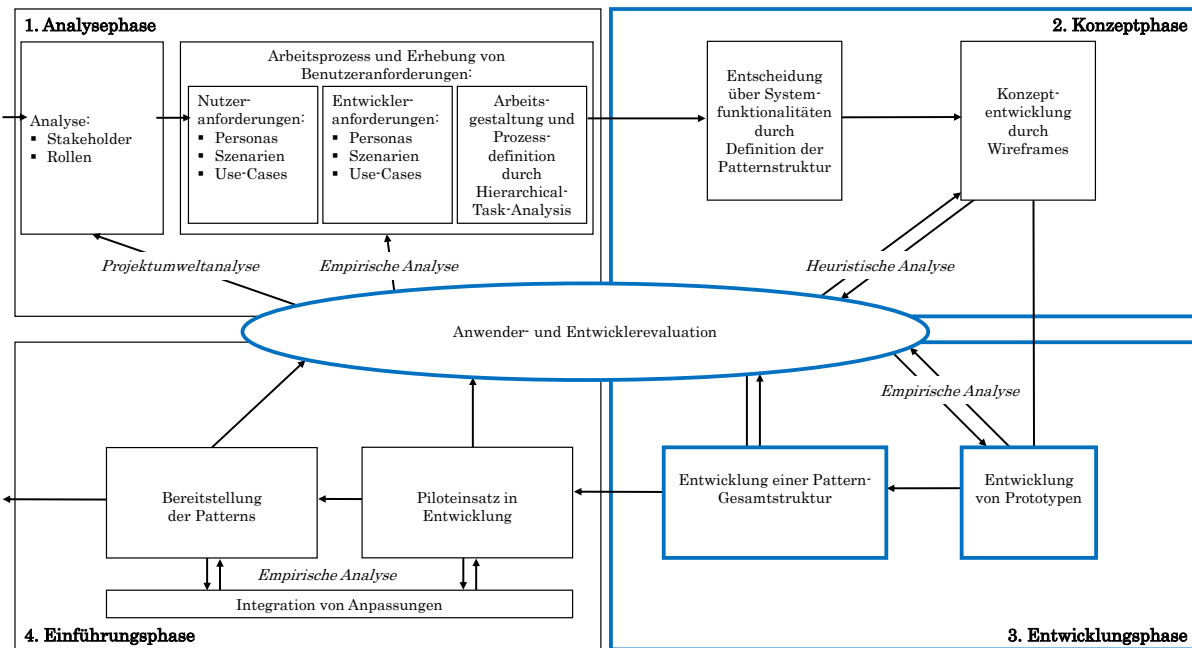 1. Analysephase
Arbeitsprozess und Erhebung von
Benutzeranforderungen:
Analyse:
▪ Stakeholder
▪ Rollen
Nutzer-
anforderungen:
▪ Personas
▪ Szenarien
▪ Use-Cases
Entwickler-
anforderungen:
▪ Personas
▪ Szenarien
▪ Use-Cases
Arbeits-
gestaltung und
Prozess-
definition
durch
Hierarchical-
Task-Analysis
Projektumweltanalyse
Empirische Analyse
2. Konzeptphase
Entscheidung
über System-
funktionalitäten
durch
Definition der
Patternstruktur
Konzept-
entwicklung
durch
Wireframes
Heuristische Analyse
Anwender- und Entwicklerevaluation
Empirische Analyse
Entwicklung einer Pattern-
Gesamtstruktur
Entwicklung
von Prototypen
3. Entwicklungsphase
Bereitstellung
der Patterns
Piloteinsatz in
Entwicklung
Empirische Analyse
Integration von Anpassungen
4. Einführungsphase